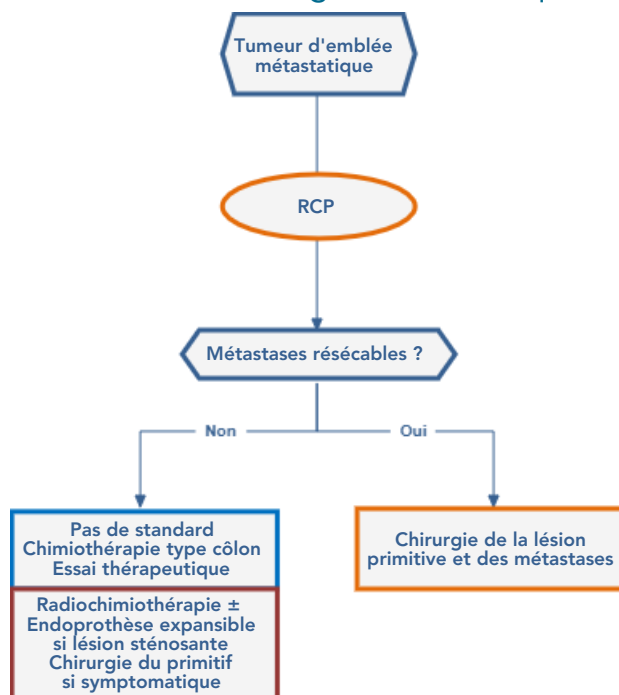 Tumeur d'emblée
métastatique
RCP
Métastases résécables ?
Non
Oui
Pas de standard
Chimiothérapie type côlon
Essai thérapeutique
Radiochimiothérapie ±
Endoprothèse expansible
si lésion sténosante
Chirurgie du primitif
si symptomatique
Chirurgie de la lésion
primitive et des métastases